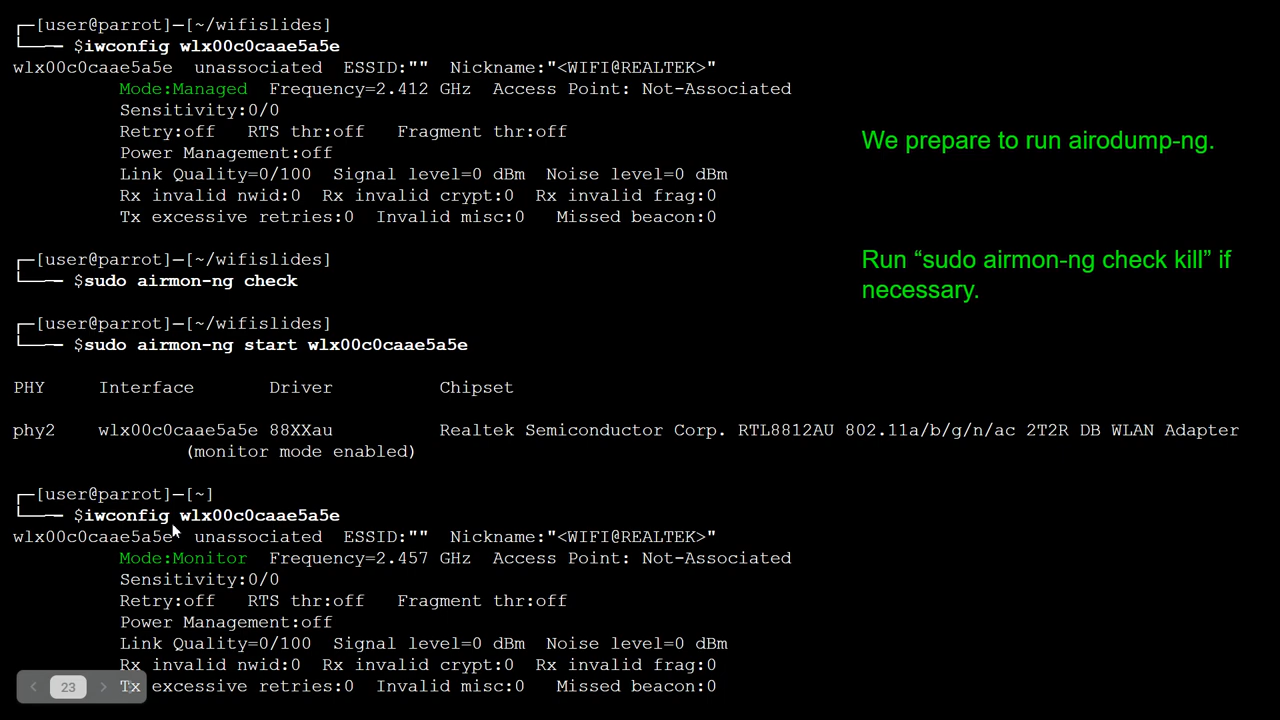 ┌─[user@parrot]─[~/wifislides]
└── $iwconfig wlx00c0caae5a5e
wlx00c0caae5a5e  unassociated  ESSID:""  Nickname:"<WIFI@REALTEK>"
Mode:Managed  Frequency=2.412 GHz  Access Point: Not-Associated
Sensitivity:0/0
Retry:off   RTS thr:off   Fragment thr:off
Power Management:off
Link Quality=0/100  Signal level=0 dBm  Noise level=0 dBm
Rx invalid nwid:0  Rx invalid crypt:0  Rx invalid frag:0
Tx excessive retries:0  Invalid misc:0   Missed beacon:0
┌─[user@parrot]─[~/wifislides]
└── $sudo airmon-ng check
┌─[user@parrot]─[~/wifislides]
└── $sudo airmon-ng start wlx00c0caae5a5e
PHY     Interface       Driver          Chipset
phy2    wlx00c0caae5a5e 88XXau          Realtek Semiconductor Corp. RTL8812AU 802.11a/b/g/n/ac 2T2R DB WLAN Adapter
(monitor mode enabled)
┌─[user@parrot]─[~]
└── $iwconfig wlx00c0caae5a5e
wlx00c0caae5a5e  unassociated  ESSID:""  Nickname:"<WIFI@REALTEK>"
Mode:Monitor  Frequency=2.457 GHz  Access Point: Not-Associated
Sensitivity:0/0
Retry:off   RTS thr:off   Fragment thr:off
Power Management:off
Link Quality=0/100  Signal level=0 dBm  Noise level=0 dBm
Rx invalid nwid:0  Rx invalid crypt:0  Rx invalid frag:0
Tx excessive retries:0  Invalid misc:0   Missed beacon:0
We prepare to run airodump-ng.
Run “sudo airmon-ng check kill” if
necessary.
23